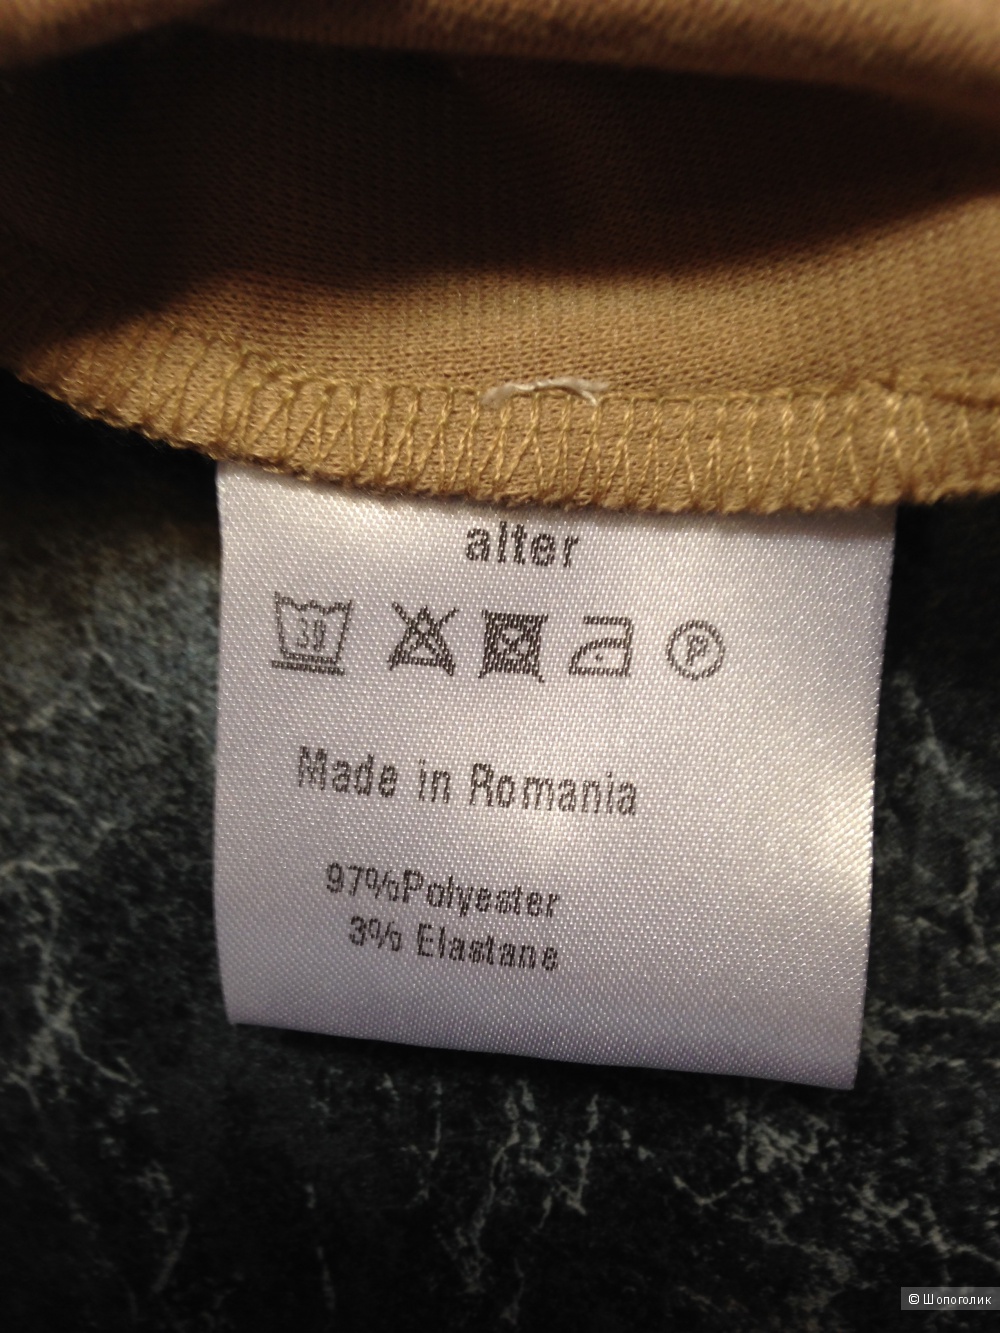 alter
30
P
Made in Romania
97%Polyester
3% Elastane
© Шопоголик